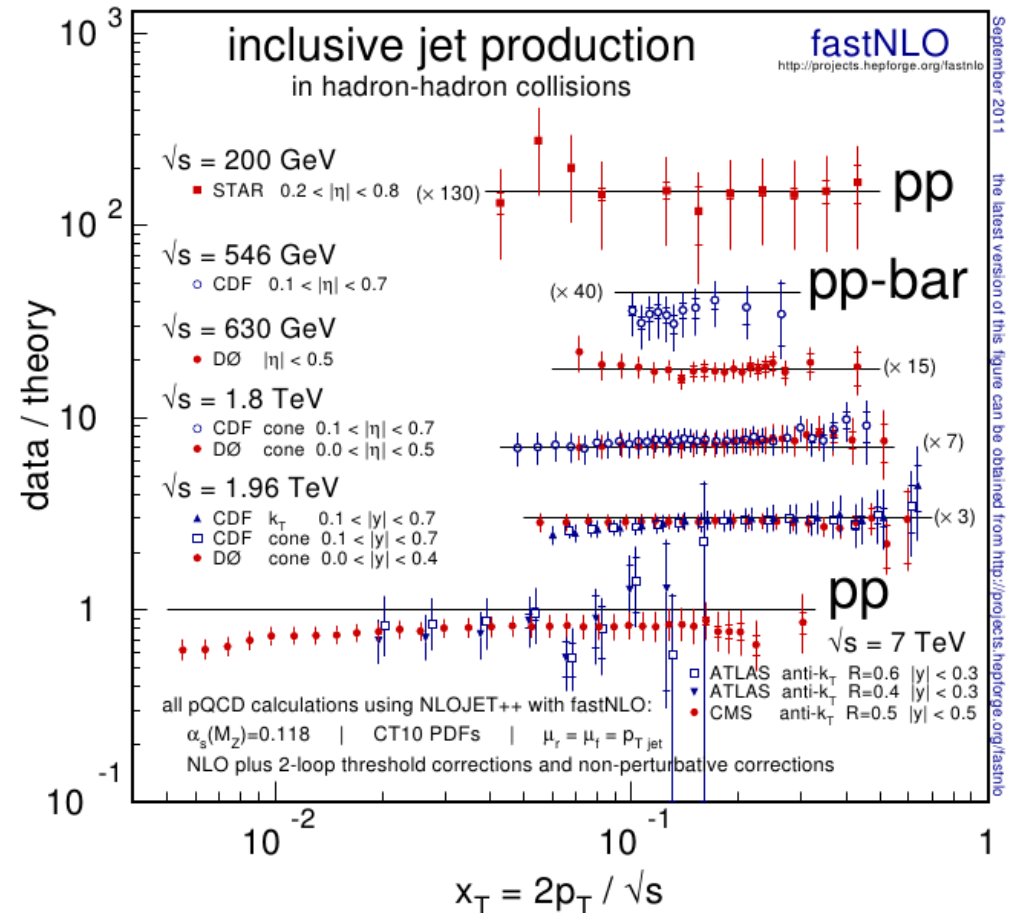 inclusive jet production
in hadron-hadron collisions
fastNLO
http://projects.hepforge.org/fastnlo
√s = 200 GeV
STAR 0.2 < |η| < 0.8 (× 130)
pp
√s = 546 GeV
CDF 0.1 < |η| < 0.7
(× 40)
pp-bar
√s = 630 GeV
DØ |η| < 0.5
(× 15)
√s = 1.8 TeV
CDF cone 0.1 < |η| < 0.7
DØ cone 0.0 < |η| < 0.5
(× 7)
√s = 1.96 TeV
CDF k_T 0.1 < |y| < 0.7
CDF cone 0.1 < |y| < 0.7
DØ cone 0.0 < |y| < 0.4
(× 3)
pp
√s = 7 TeV
ATLAS anti-k_T R=0.6 |y| < 0.3
ATLAS anti-k_T R=0.4 |y| < 0.3
CMS anti-k_T R=0.5 |y| < 0.5
all pQCD calculations using NLOJET++ with fastNLO:
α_s(M_Z)=0.118 | CT10 PDFs | μ_r = μ_f = p_T jet
NLO plus 2-loop threshold corrections and non-perturbative corrections
data / theory
10^3
10^2
10
1
10^-1
10^-2
10^-1
1
x_T = 2p_T / √s
September 2011 the latest version of this figure can be obtained from http://projects.hepforge.org/fastnlo